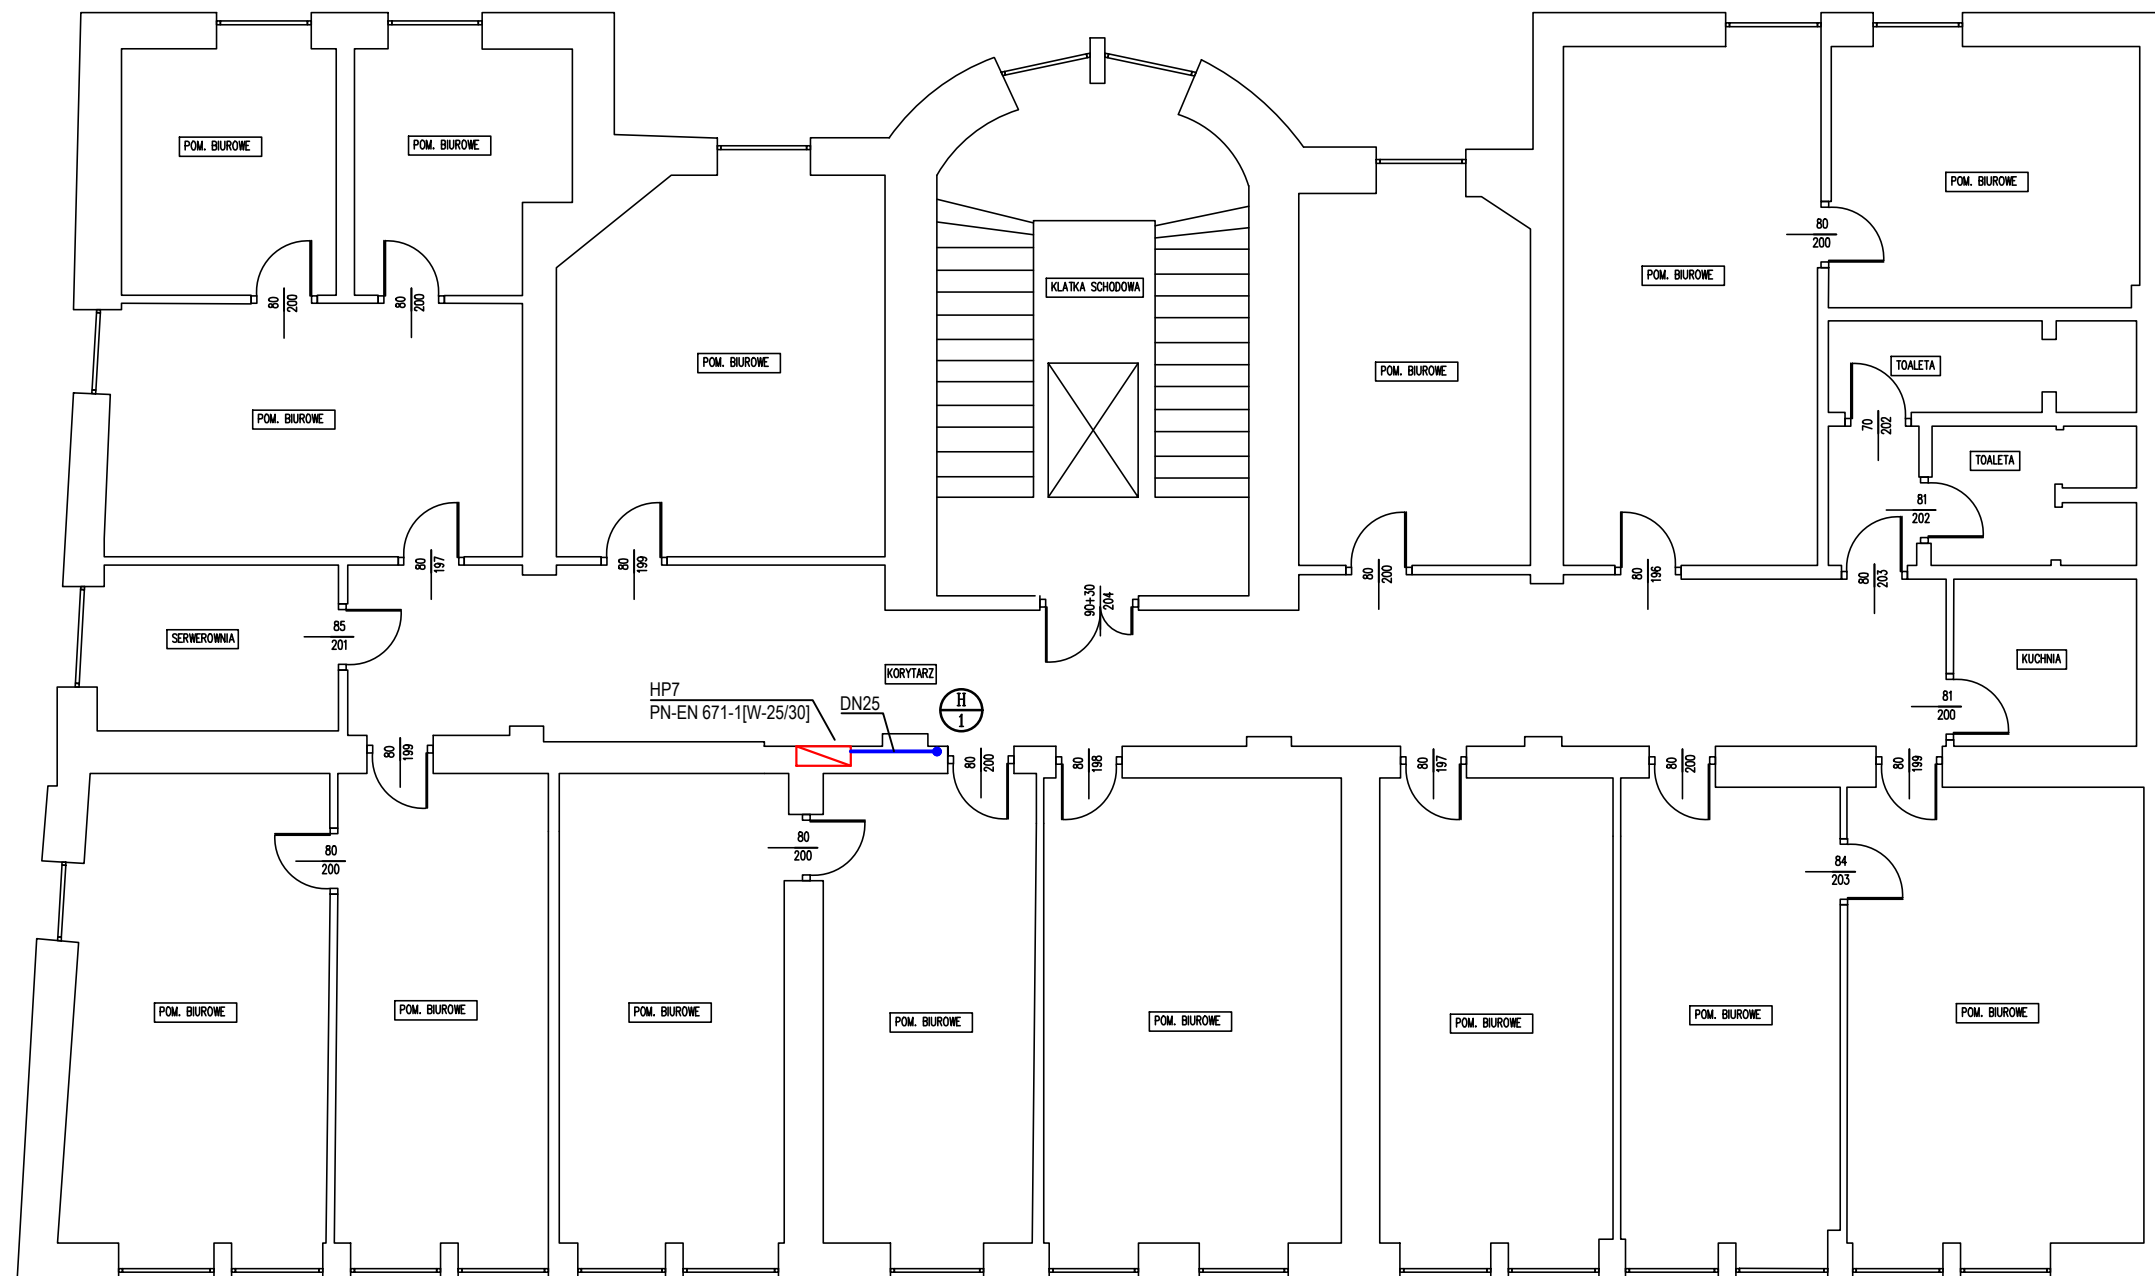 POM. BIUROWE
POM. BIUROWE
POM. BIUROWE
80
200
POM. BIUROWE
KLATKA SCHODOWA
80
200
80
200
POM. BIUROWE
POM. BIUROWE
TOALETA
POM. BIUROWE
70
202
TOALETA
81
202
80
197
80
199
80
200
80
196
80
203
90+30
204
85
201
SERWEROWNIA
KORYTARZ
KUCHNIA
HP7
PN-EN 671-1[W-25/30]
DN25
H
1
81
200
80
199
80
200
80
198
80
197
80
200
80
199
80
200
80
200
84
203
POM. BIUROWE
POM. BIUROWE
POM. BIUROWE
POM. BIUROWE
POM. BIUROWE
POM. BIUROWE
POM. BIUROWE
POM. BIUROWE
POM. BIUROWE